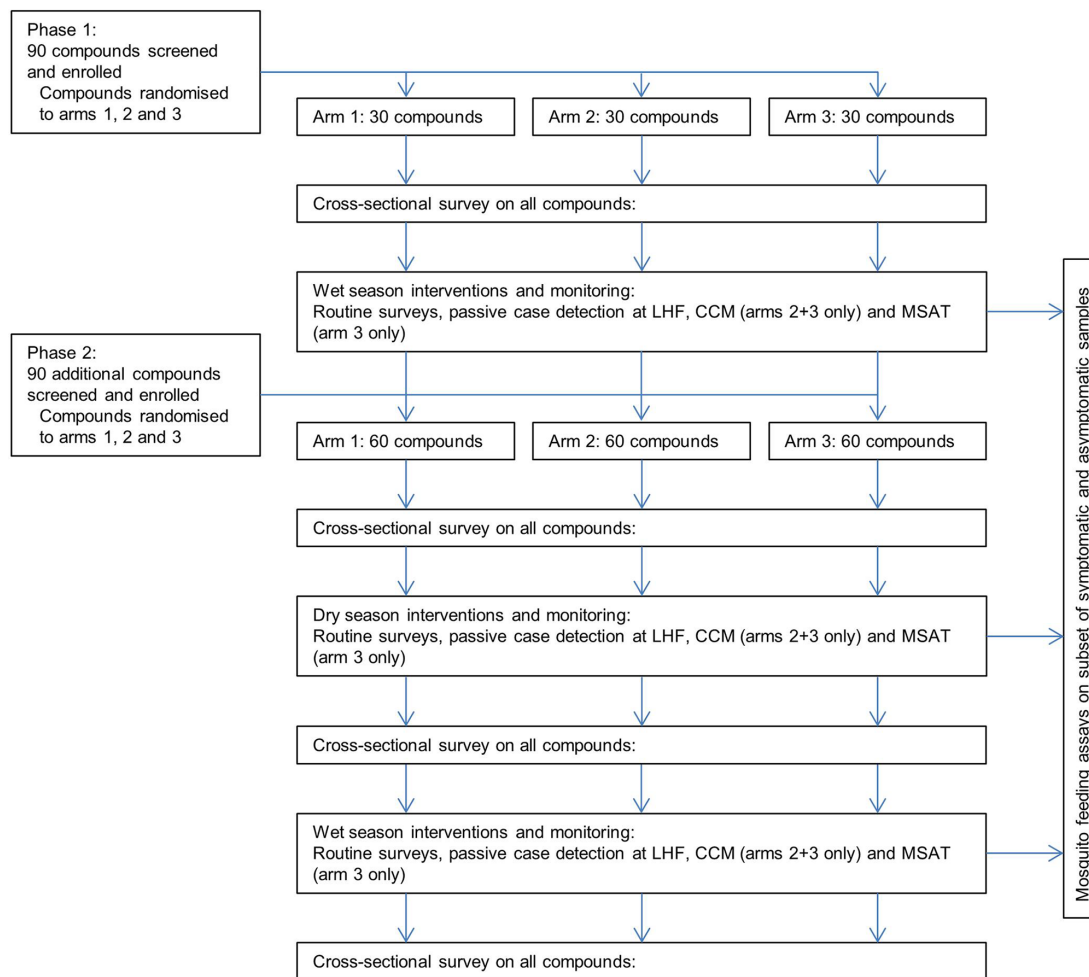 Phase 1:
90 compounds screened
and enrolled
Compounds randomised
to arms 1, 2 and 3
Arm 1: 30 compounds
Arm 2: 30 compounds
Arm 3: 30 compounds
Cross-sectional survey on all compounds:
Wet season interventions and monitoring:
Routine surveys, passive case detection at LHF, CCM (arms 2+3 only) and MSAT
(arm 3 only)
Phase 2:
90 additional compounds
screened and enrolled
Compounds randomised
to arms 1, 2 and 3
Arm 1: 60 compounds
Arm 2: 60 compounds
Arm 3: 60 compounds
Cross-sectional survey on all compounds:
Dry season interventions and monitoring:
Routine surveys, passive case detection at LHF, CCM (arms 2+3 only) and MSAT
(arm 3 only)
Cross-sectional survey on all compounds:
Wet season interventions and monitoring:
Routine surveys, passive case detection at LHF, CCM (arms 2+3 only) and MSAT
(arm 3 only)
Cross-sectional survey on all compounds:
Mosquito feeding assays on subset of symptomatic and asymptomatic samples